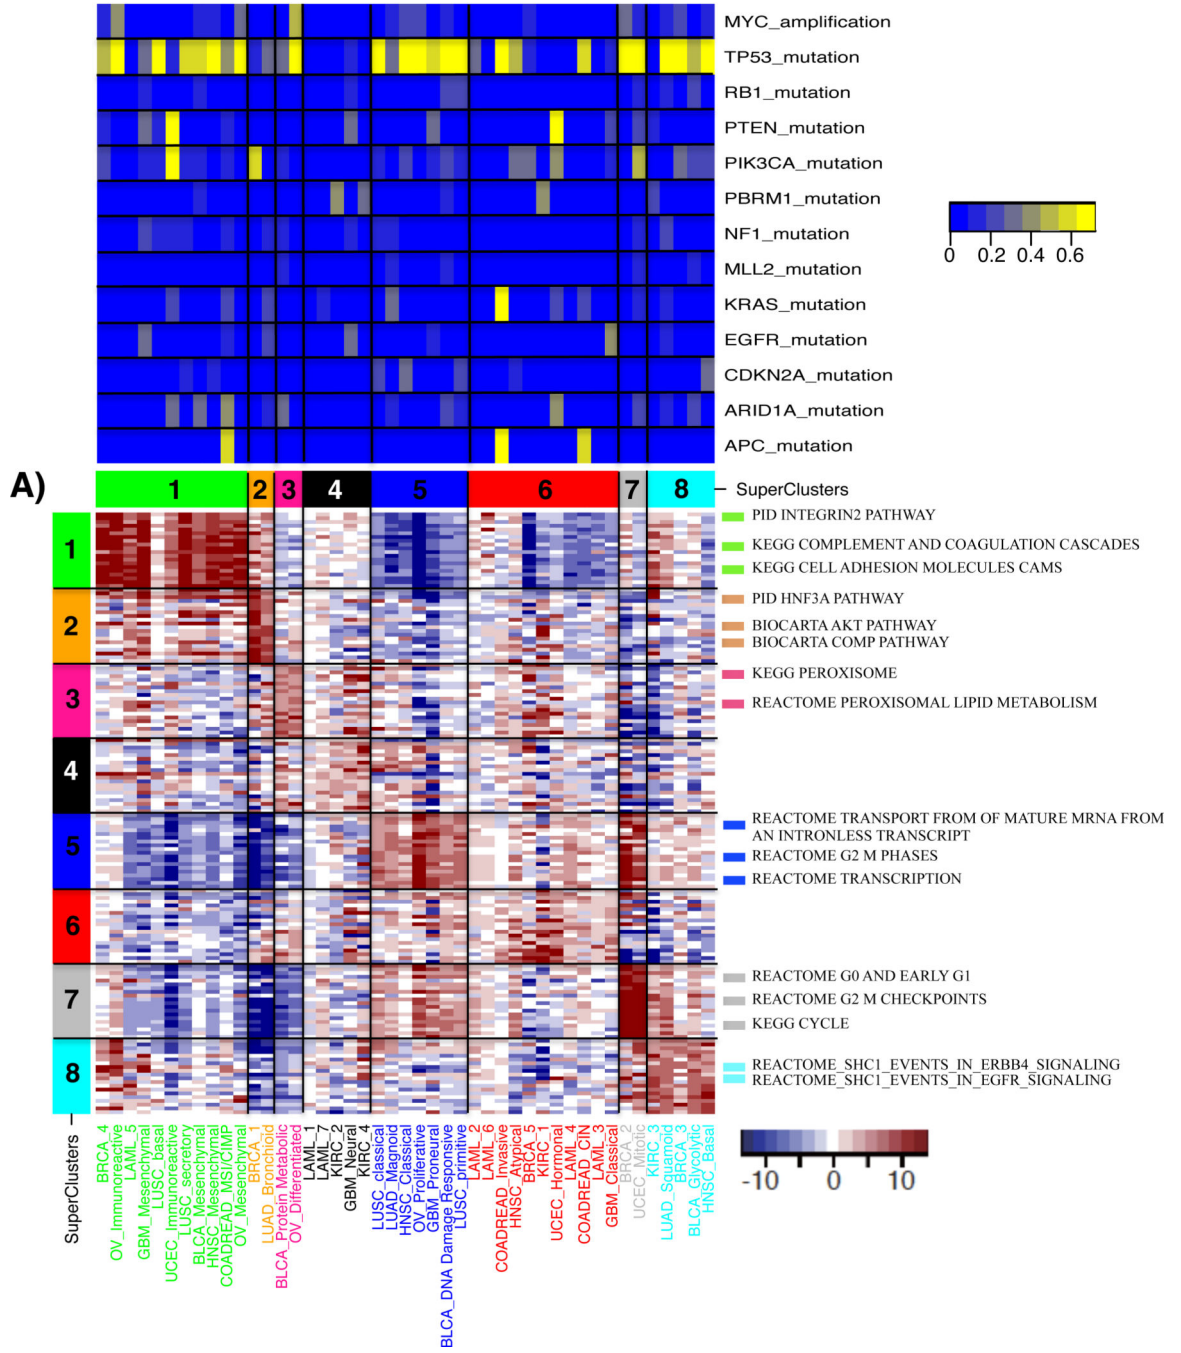 MYC_amplification
TP53_mutation
RB1_mutation
PTEN_mutation
PIK3CA_mutation
PBRM1_mutation
NF1_mutation
MLL2_mutation
KRAS_mutation
EGFR_mutation
CDKN2A_mutation
ARID1A_mutation
APC_mutation
0 0.2 0.4 0.6
A)
1 2 3 4 5 6 7 8
SuperClusters
1
2
3
4
5
6
7
8
PID INTEGRIN2 PATHWAY
KEGG COMPLEMENT AND COAGULATION CASCADES
KEGG CELL ADHESION MOLECULES CAMS
PID HNF3A PATHWAY
BIOCARTA AKT PATHWAY
BIOCARTA COMP PATHWAY
KEGG PEROXISOME
REACTOME PEROXISOMAL LIPID METABOLISM
REACTOME TRANSPORT FROM OF MATURE MRNA FROM
AN INTRONLESS TRANSCRIPT
REACTOME G2 M PHASES
REACTOME TRANSCRIPTION
REACTOME G0 AND EARLY G1
REACTOME G2 M CHECKPOINTS
KEGG CYCLE
REACTOME_SHC1_EVENTS_IN_ERBB4_SIGNALING
REACTOME_SHC1_EVENTS_IN_EGFR_SIGNALING
SuperClusters
BRCA_4
OV_Immunoreactive
LAML_5
GBM_Mesenchymal
LUSC_basal
UCEC_Immunoreactive
LUSC_secretory
BLCA_Mesenchymal
HNSC_Mesenchymal
COADREAD_MSI/CIMP
OV_Mesenchymal
BRCA_1
LUAD_Bronchioid
BLCA_Protein Metabolic
OV_Differentiated
LAML_1
LAML_7
KIRC_2
GBM_Neural
KIRC_4
LUSC_classical
LUAD_Magnoid
HNSC_Classical
OV_Proliferative
GBM_Proneural
BLCA_DNA Damage Responsive
LUSC_primitive
LAML_2
LAML_6
COADREAD_Invasive
HNSC_Atypical
BRCA_5
KIRC_1
UCEC_Hormonal
LAML_4
COADREAD_CIN
LAML_3
GBM_Classical
BRCA_2
UCEC_Mitotic
KIRC_3
LUAD_Squamoid
BRCA_3
BLCA_Glycolytic
HNSC_Basal
-10 0 10